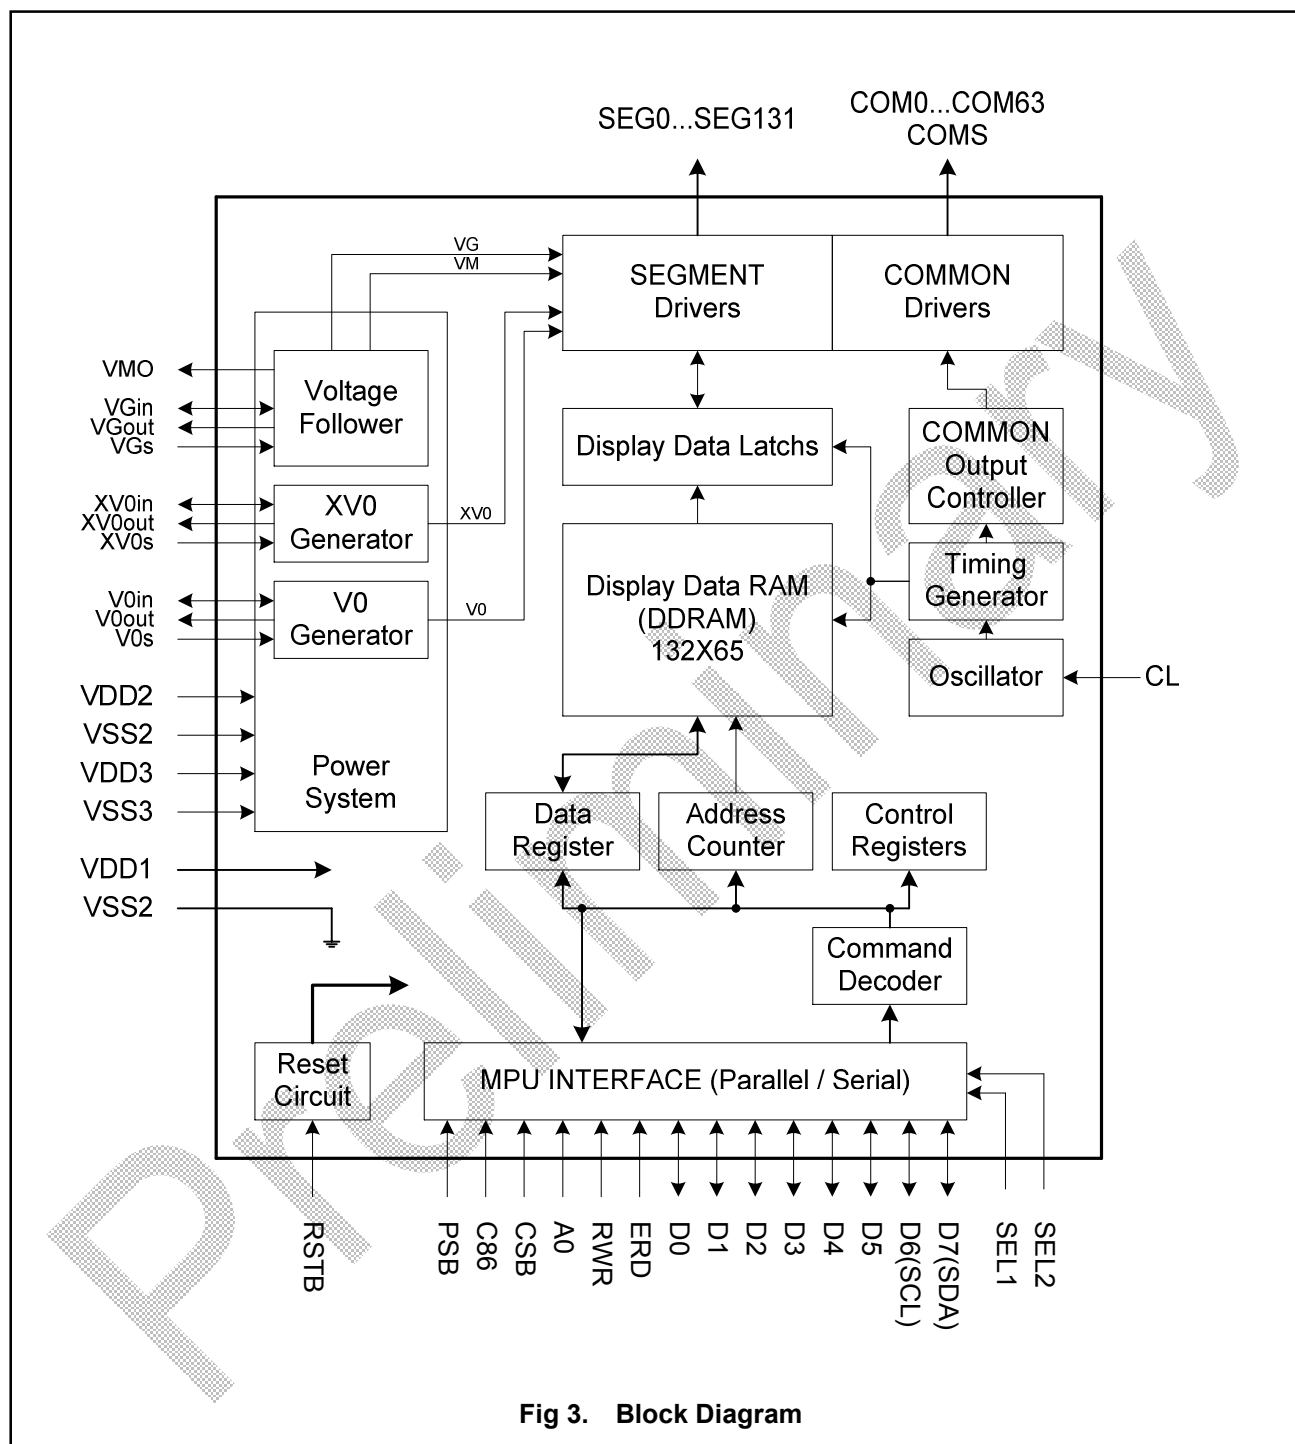 SEG0...SEG131
COM0...COM63
COMS
VG
VM
SEGMENT
Drivers
COMMON
Drivers
VMO
VGin
VGout
VGs
Voltage
Follower
Display Data Latchs
COMMON
Output
Controller
XV0in
XV0out
XV0s
XV0
Generator
XV0
Display Data RAM
(DDRAM)
132X65
Timing
Generator
V0in
V0out
V0s
V0
Generator
V0
Oscillator
CL
VDD2
VSS2
VDD3
VSS3
Power
System
Data
Register
Address
Counter
Control
Registers
VDD1
VSS2
Command
Decoder
Reset
Circuit
MPU INTERFACE (Parallel / Serial)
RSTB
PSB
C86
CSB
A0
RWR
ERD
D0
D1
D2
D3
D4
D5
D6(SCL)
D7(SDA)
SEL1
SEL2
Preliminary
Fig 3. Block Diagram